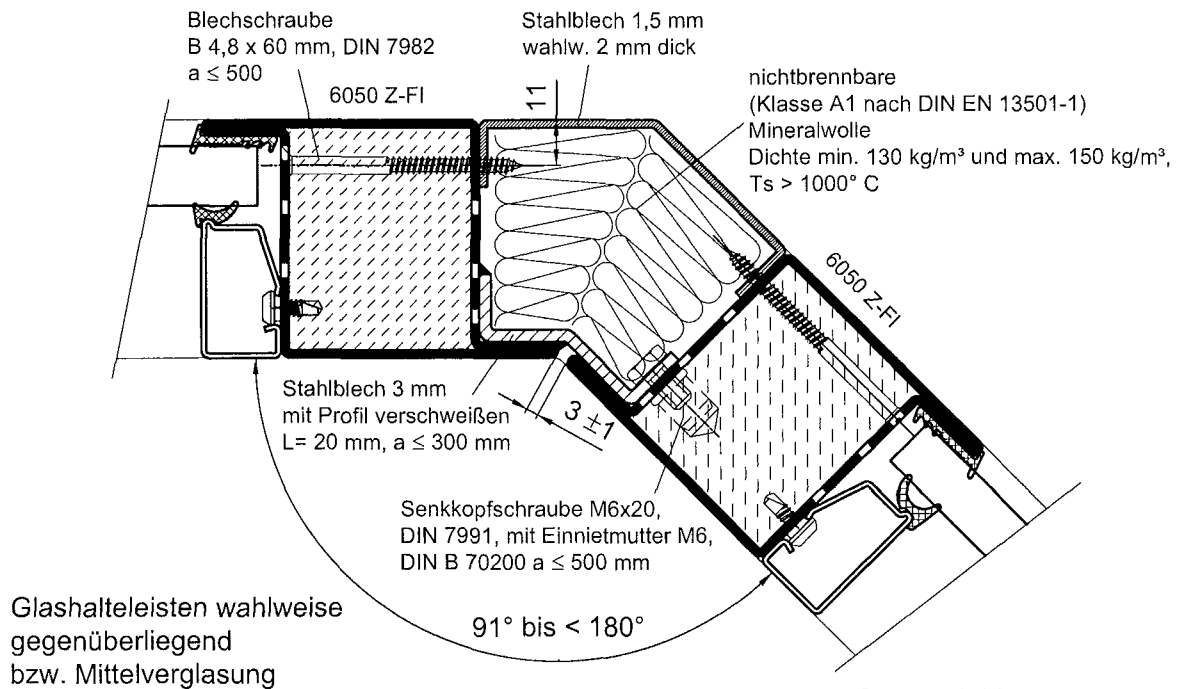 Blechschraube
B 4,8 x 60 mm, DIN 7982
a ≤ 500
6050 Z-FI
Stahlblech 1,5 mm
wahlw. 2 mm dick
11
nichtbrennbare
(Klasse A1 nach DIN EN 13501-1)
Mineralwolle
Dichte min. 130 kg/m³ und max. 150 kg/m³,
Ts > 1000° C
6050 Z-FI
Stahlblech 3 mm
mit Profil verschweißen
L= 20 mm, a ≤ 300 mm
3 ±1
Senkkopfschraube M6x20,
DIN 7991, mit Einnietmutter M6,
DIN B 70200 a ≤ 500 mm
91° bis < 180°
Glashalteleisten wahlweise
gegenüberliegend
bzw. Mittelverglasung